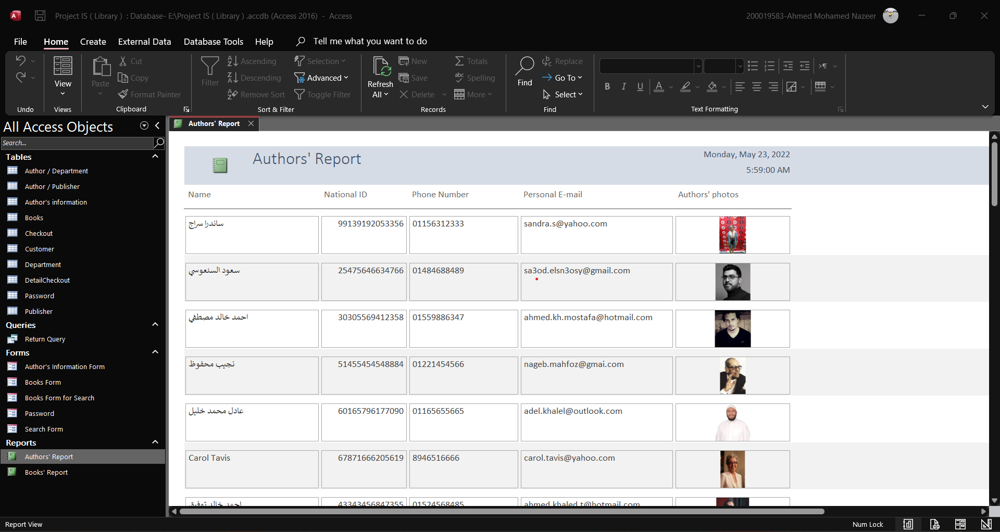 Project IS ( Library )  : Database- E:\Project IS ( Library ) .accdb (Access 2016)  -  Access
200019583-Ahmed Mohamed Nazeer
File Home Create External Data Database Tools Help Tell me what you want to do
Undo
View
Views
Paste
Cut
Copy
Format Painter
Clipboard
Filter
Ascending
Descending
Remove Sort
Selection
Advanced
Toggle Filter
Sort & Filter
Refresh
All
New
Save
Delete
Totals
Spelling
More
Records
Find
Replace
Go To
Select
Find
B I U A
Text Formatting
All Access Objects
Search...
Tables
Author / Department
Author / Publisher
Author's information
Books
Checkout
Customer
Department
DetailCheckout
Password
Publisher
Queries
Return Query
Forms
Author's Information Form
Books Form
Books Form for Search
Password
Search Form
Reports
Authors' Report
Books' Report
Authors' Report
Authors' Report
Monday, May 23, 2022
5:59:00 AM
Name National ID Phone Number Personal E-mail Authors' photos
ساندرا سراج 99139192053356 01156312333 sandra.s@yahoo.com
سعود السنعوسي 25475646634766 01484688489 sa3od.elsn3osy@gmail.com
احمد خالد مصطفي 30305569412358 01559886347 ahmed.kh.mostafa@hotmail.com
نجيب محفوظ 51455454548884 01221454566 nageb.mahfoz@gmai.com
عادل محمد خليل 60165796177090 01165655665 adel.khalel@outlook.com
Carol Tavis 67871666205619 8946516666 carol.tavis@yahoo.com
احمد خالد توفيق 43343456847355 01524568485 ahmed.khaled.t@hotmail.com
Report View
Num Lock